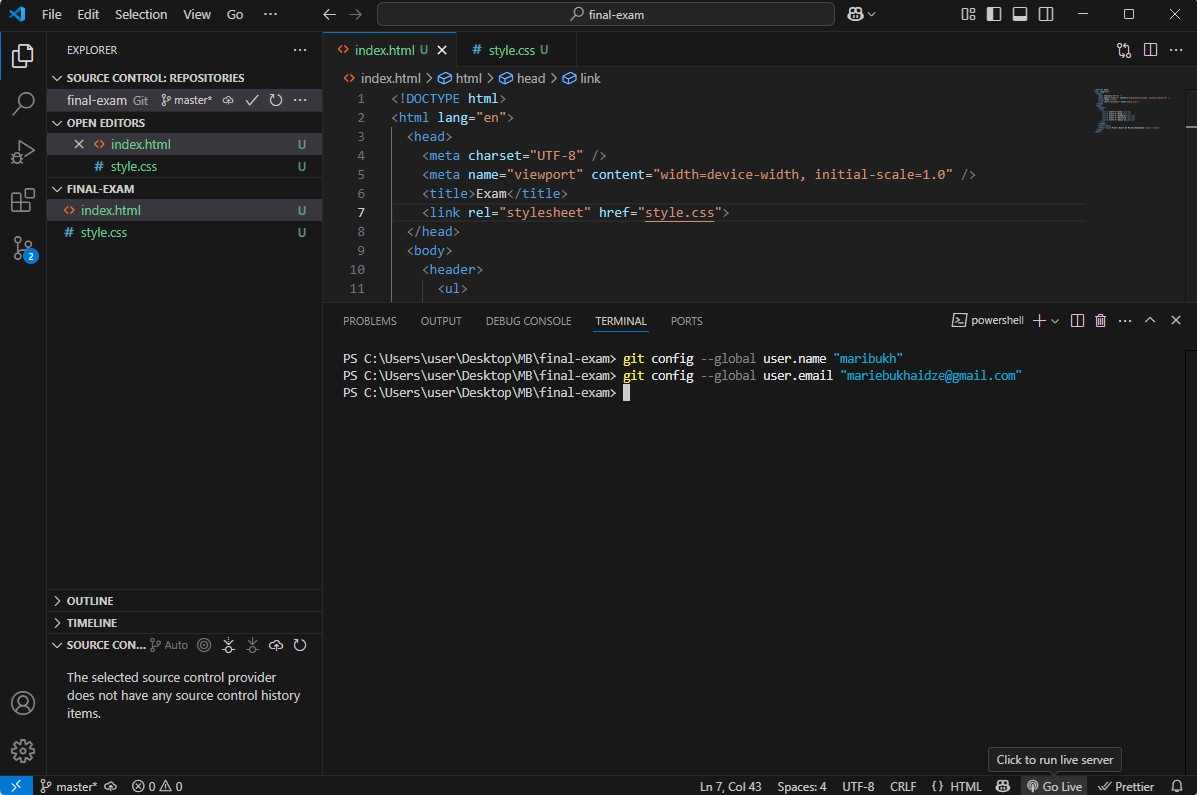 File Edit Selection View Go ··· final-exam
EXPLORER ···
SOURCE CONTROL: REPOSITORIES
final-exam Git master* ···
OPEN EDITORS
index.html U
style.css U
FINAL-EXAM
index.html U
style.css U
2
OUTLINE
TIMELINE
SOURCE CON... Auto
The selected source control provider
does not have any source control history
items.
index.html U # style.css U ···
index.html > html > head > link
1 <!DOCTYPE html>
2 <html lang="en">
3 <head>
4 <meta charset="UTF-8" />
5 <meta name="viewport" content="width=device-width, initial-scale=1.0" />
6 <title>Exam</title>
7 <link rel="stylesheet" href="style.css">
8 </head>
9 <body>
10 <header>
11 <ul>
PROBLEMS OUTPUT DEBUG CONSOLE TERMINAL PORTS powershell ···
PS C:\Users\user\Desktop\MB\final-exam> git config --global user.name "maribukh"
PS C:\Users\user\Desktop\MB\final-exam> git config --global user.email "mariebukhaidze@gmail.com"
PS C:\Users\user\Desktop\MB\final-exam>
Click to run live server
master* 0 0 Ln 7, Col 43 Spaces: 4 UTF-8 CRLF {} HTML Go Live Prettier